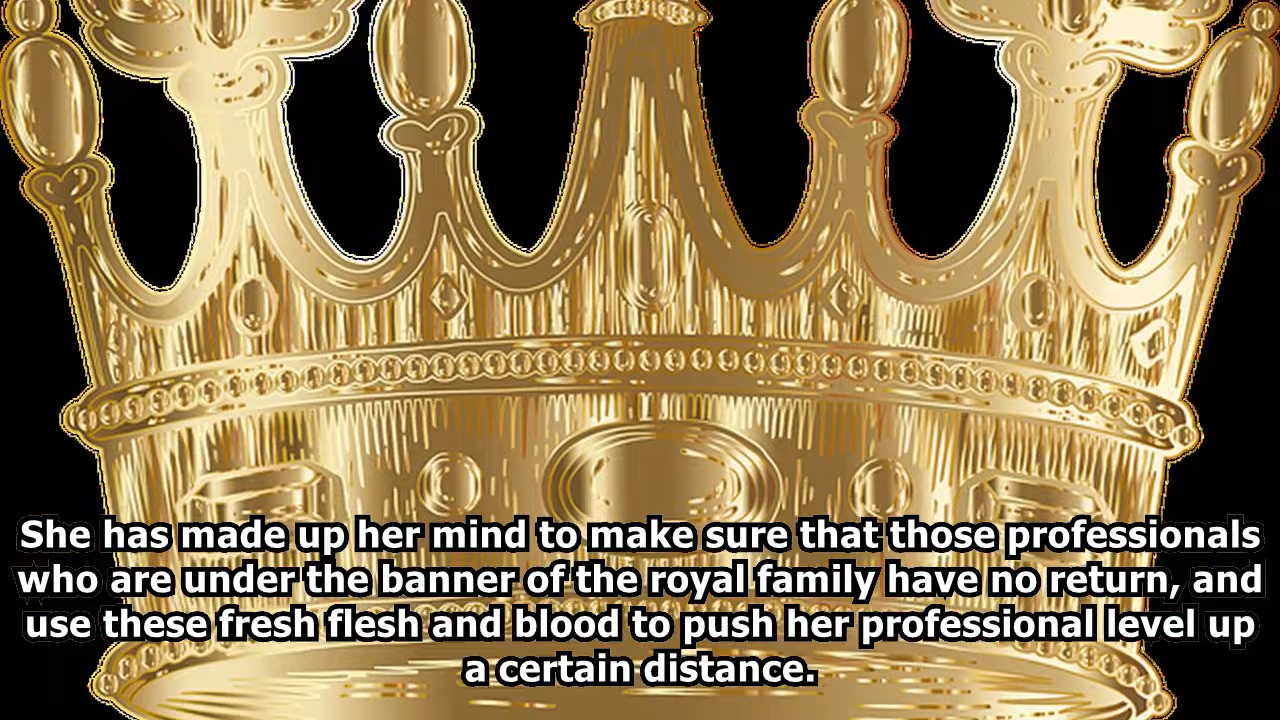 She has made up her mind to make sure that those professionals
who are under the banner of the royal family have no return, and
use these fresh flesh and blood to push her professional level up
a certain distance.